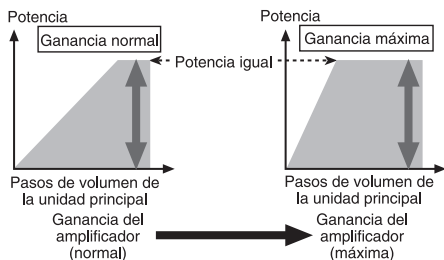 Potencia
Ganancia normal
Potencia igual
Pasos de volumen de
la unidad principal
Ganancia del
amplificador
(normal)
Potencia
Ganancia máxima
Pasos de volumen de
la unidad principal
Ganancia del
amplificador
(máxima)